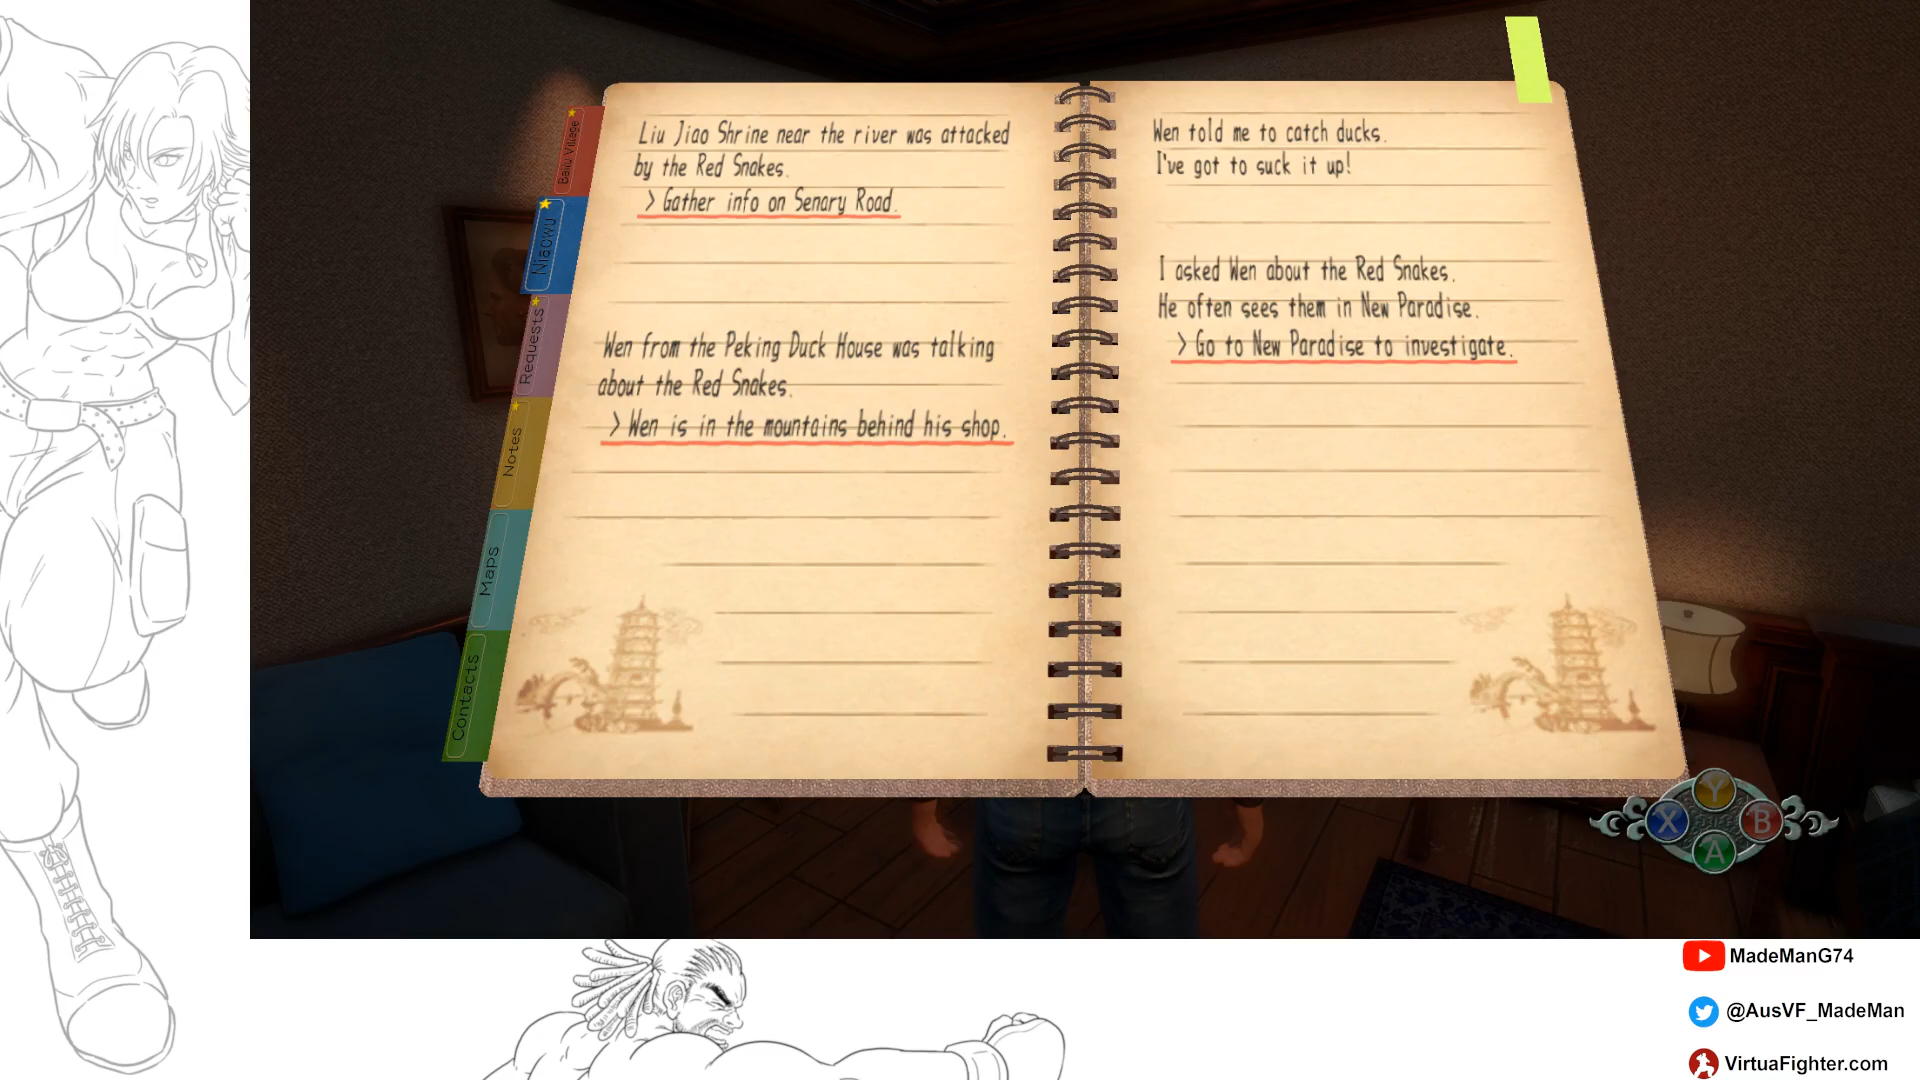 Bailu Village
Niaowu
Requests
Notes
Maps
Contacts
Liu Jiao Shrine near the river was attacked
by the Red Snakes.
> Gather info on Senary Road.
Wen from the Peking Duck House was talking
about the Red Snakes.
> Wen is in the mountains behind his shop.
Wen told me to catch ducks.
I've got to suck it up!
I asked Wen about the Red Snakes.
He often sees them in New Paradise.
> Go to New Paradise to investigate.
Y
X
B
A
MadeManG74
@AusVF_MadeMan
VirtuaFighter.com